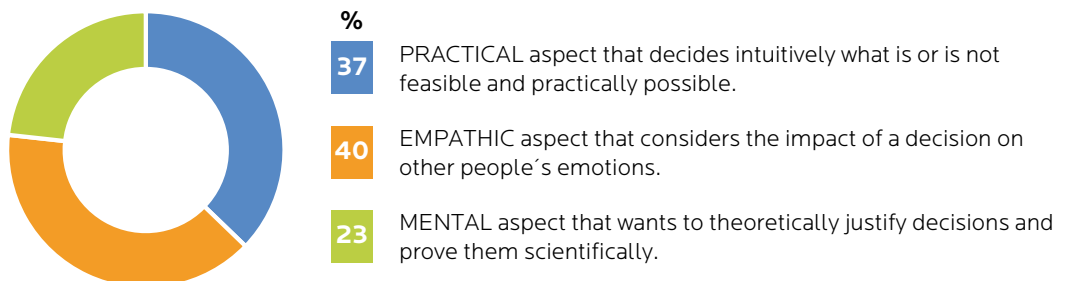 %
37
PRACTICAL aspect that decides intuitively what is or is not
feasible and practically possible.
40
EMPATHIC aspect that considers the impact of a decision on
other people´s emotions.
23
MENTAL aspect that wants to theoretically justify decisions and
prove them scientifically.